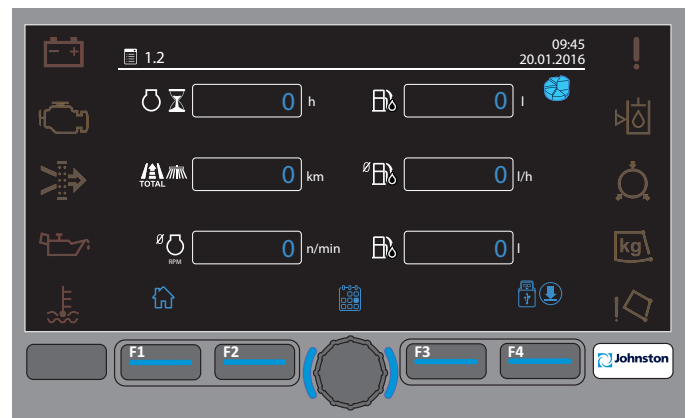 09:45
1.2
20.01.2016
0 h
0 l
TOTAL
0 km
Ø
0 l/h
Ø
RPM
0 n/min
0 l
kg
F1
F2
F3
F4
Johnston